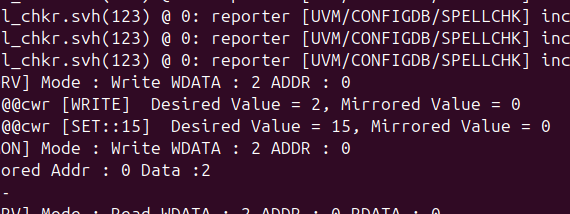 l_chkr.svh(123) @ 0: reporter [UVM/CONFIGDB/SPELLCHK] inc
l_chkr.svh(123) @ 0: reporter [UVM/CONFIGDB/SPELLCHK] inc
l_chkr.svh(123) @ 0: reporter [UVM/CONFIGDB/SPELLCHK] inc
RV] Mode : Write WDATA : 2 ADDR : 0
@@cwr [WRITE]  Desired Value = 2, Mirrored Value = 0
@@cwr [SET::15]  Desired Value = 15, Mirrored Value = 0
ON] Mode : Write WDATA : 2 ADDR : 0
ored Addr : 0 Data :2
-
RV] Mode : Read WDATA : 2 ADDR : 0 RDATA : 0